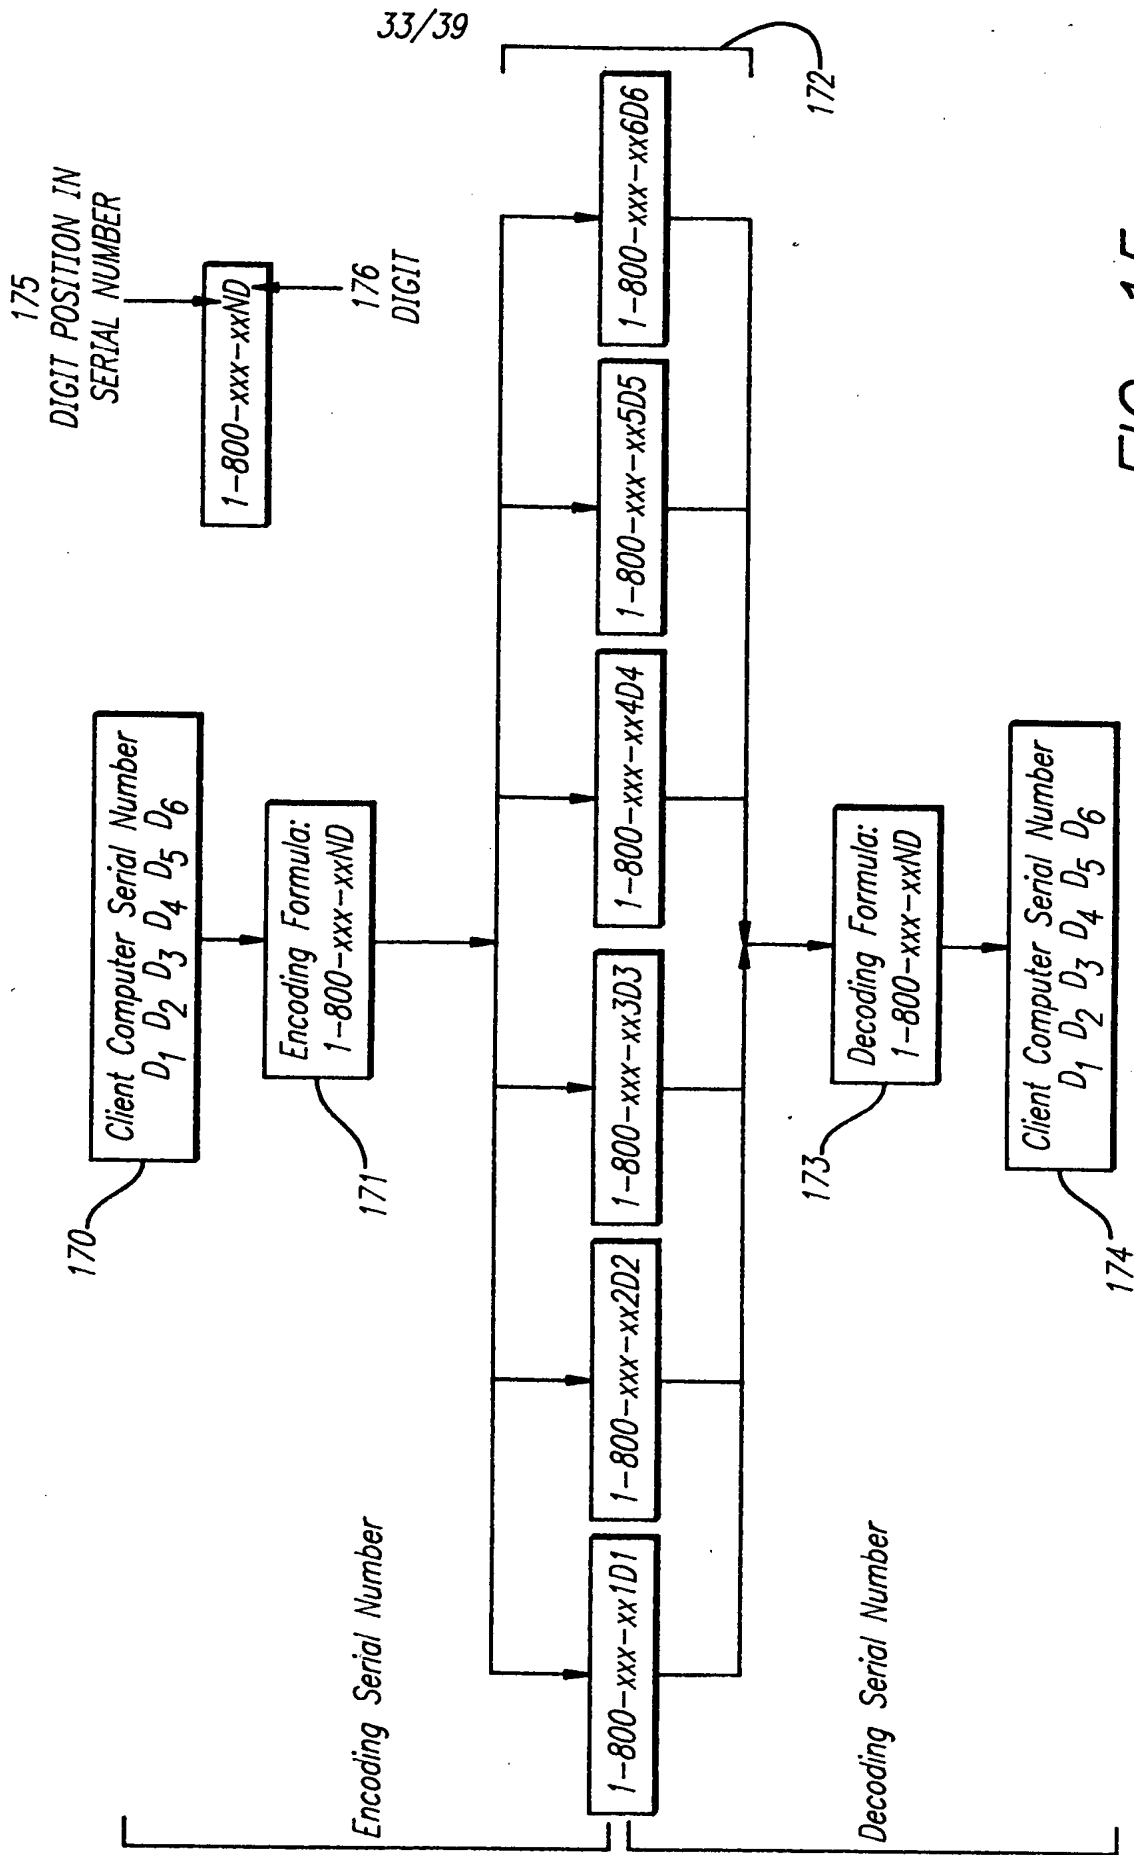 33/39
175
DIGIT POSITION IN
SERIAL NUMBER
1-800-xxx-xxND
176
DIGIT
170
Client Computer Serial Number
D1 D2 D3 D4 D5 D6
171
Encoding Formula:
1-800-xxx-xxND
Encoding Serial Number
172
1-800-xxx-xx1D1
1-800-xxx-xx2D2
1-800-xxx-xx3D3
1-800-xxx-xx4D4
1-800-xxx-xx5D5
1-800-xxx-xx6D6
Decoding Serial Number
173
Decoding Formula:
1-800-xxx-xxND
174
Client Computer Serial Number
D1 D2 D3 D4 D5 D6
FIG.